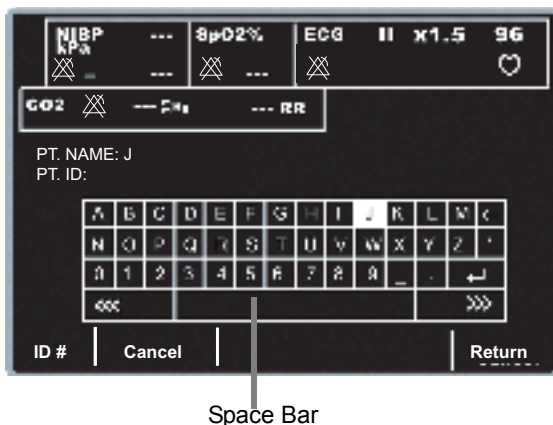 NIBP --- SpO2% ECG II x1.5 96
kPa
_ --- ---
CO2 --- --- RR
PT. NAME: J
PT. ID:
A B C D E F G H I J K L M
N O P Q R S T U V W X Y Z
0 1 2 3 4 5 6 7 8 9 _ .
<<< >>>
ID # Cancel Return
Space Bar